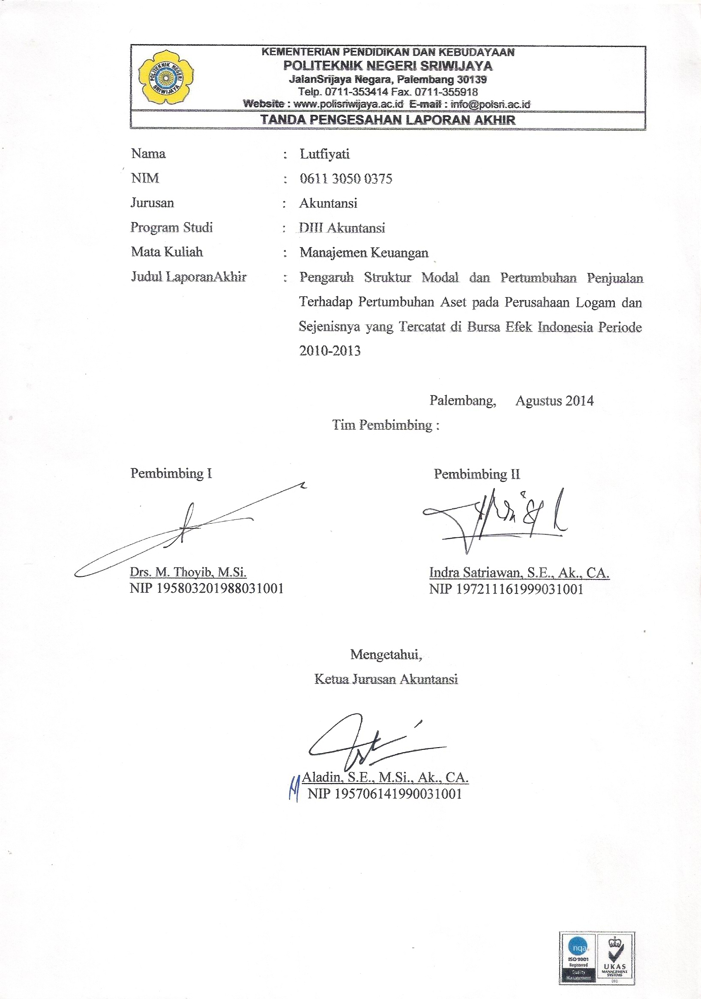 KEMENTERIAN PENDIDIKAN DAN KEBUDAYAAN
POLITEKNIK NEGERI SRIWIJAYA
JalanSrijaya Negara, Palembang 30139
Telp. 0711-353414 Fax. 0711-355918
Website : www.polisriwijaya.ac.id E-mail : info@polsri.ac.id
POLITEKNIK NEGERI
SRIWIJAYA
TANDA PENGESAHAN LAPORAN AKHIR
Nama : Lutfiyati
NIM : 0611 3050 0375
Jurusan : Akuntansi
Program Studi : DIII Akuntansi
Mata Kuliah : Manajemen Keuangan
Judul LaporanAkhir : Pengaruh Struktur Modal dan Pertumbuhan Penjualan
Terhadap Pertumbuhan Aset pada Perusahaan Logam dan
Sejenisnya yang Tercatat di Bursa Efek Indonesia Periode
2010-2013
Palembang, Agustus 2014
Tim Pembimbing :
Pembimbing I Pembimbing II
Drs. M. Thoyib, M.Si. Indra Satriawan, S.E., Ak., CA.
NIP 195803201988031001 NIP 197211161999031001
Mengetahui,
Ketua Jurusan Akuntansi
Aladin, S.E., M.Si., Ak., CA.
NIP 195706141990031001
nqa.
ISO 9001
Registered
Quality
Management
UKAS
MANAGEMENT
SYSTEMS
015